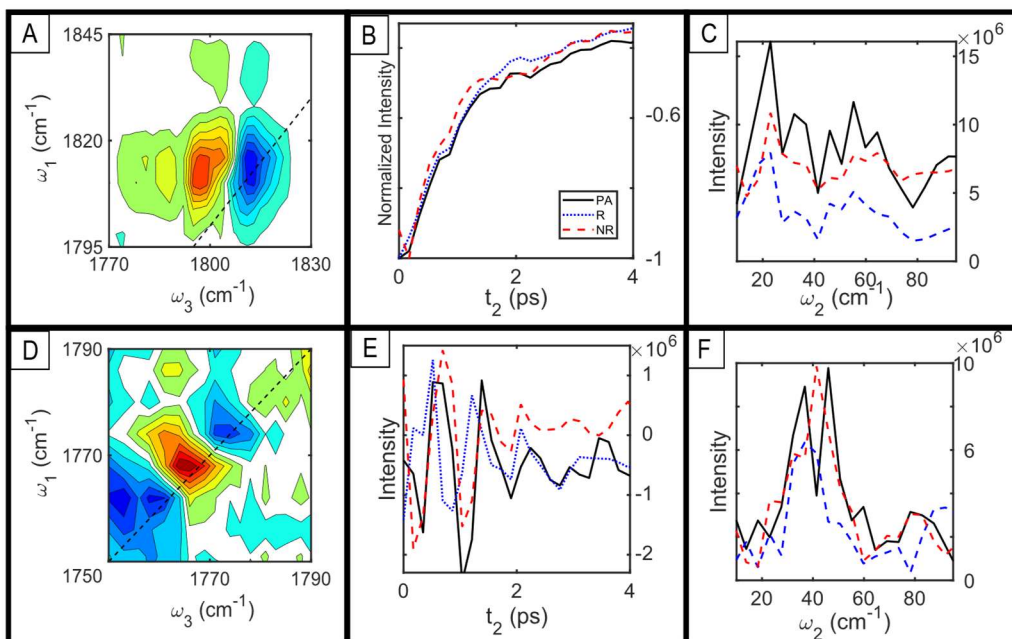 A
1845
1820
1795
ω1 (cm-1)
1770
1800
1830
ω3 (cm-1)
B
Normalized Intensity
-0.6
-1
PA
R
NR
0
2
4
t2 (ps)
C
×10^6
15
10
5
0
Intensity
20
40
60
80
ω2 (cm-1)
D
1790
1770
1750
ω1 (cm-1)
1770
1790
ω3 (cm-1)
E
×10^6
1
0
-1
-2
Intensity
0
2
4
t2 (ps)
F
×10^6
10
8
6
4
2
0
Intensity
20
40
60
80
ω2 (cm-1)